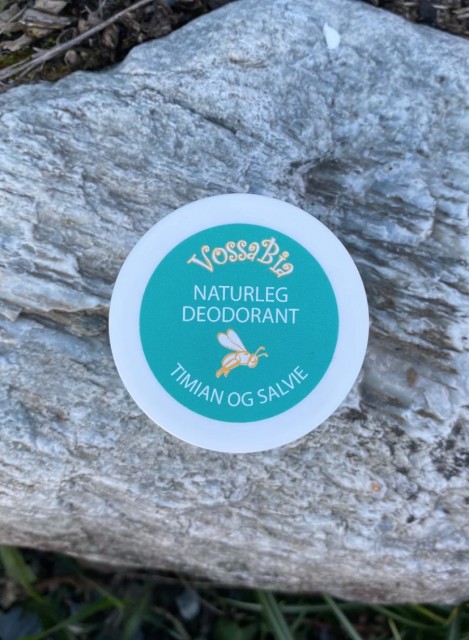 VossaBia
NATURLEG
DEODORANT
TIMIAN OG SALVIE